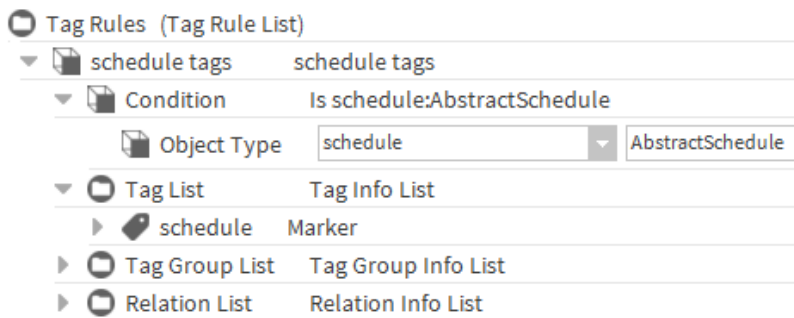 Tag Rules (Tag Rule List)
schedule tags schedule tags
Condition Is schedule:AbstractSchedule
Object Type schedule AbstractSchedule
Tag List Tag Info List
schedule Marker
Tag Group List Tag Group Info List
Relation List Relation Info List